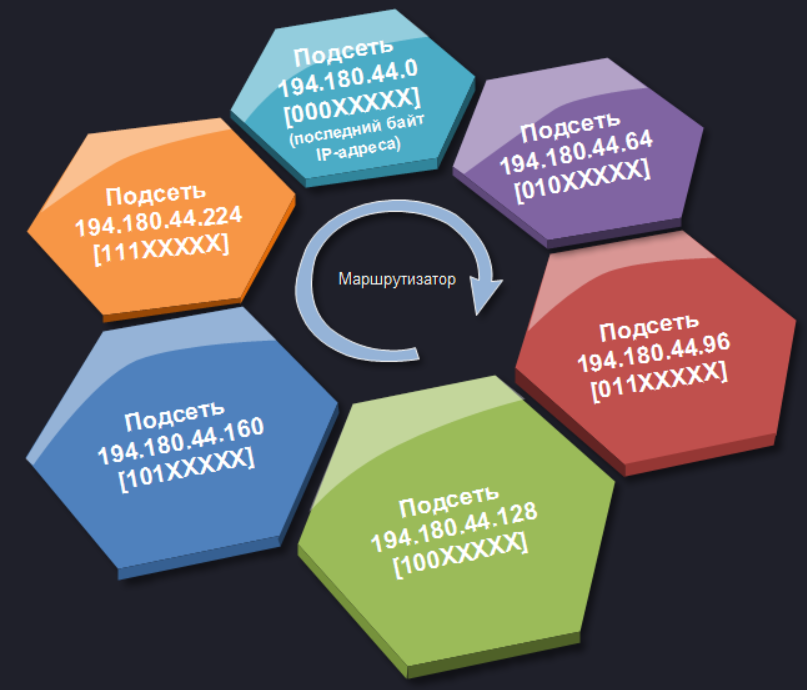 Подсеть
194.180.44.0
[000XXXXX]
(последний байт
IP-адреса)
Подсеть
194.180.44.64
[010XXXXX]
Подсеть
194.180.44.224
[111XXXXX]
Маршрутизатор
Подсеть
194.180.44.96
[011XXXXX]
Подсеть
194.180.44.160
[101XXXXX]
Подсеть
194.180.44.128
[100XXXXX]